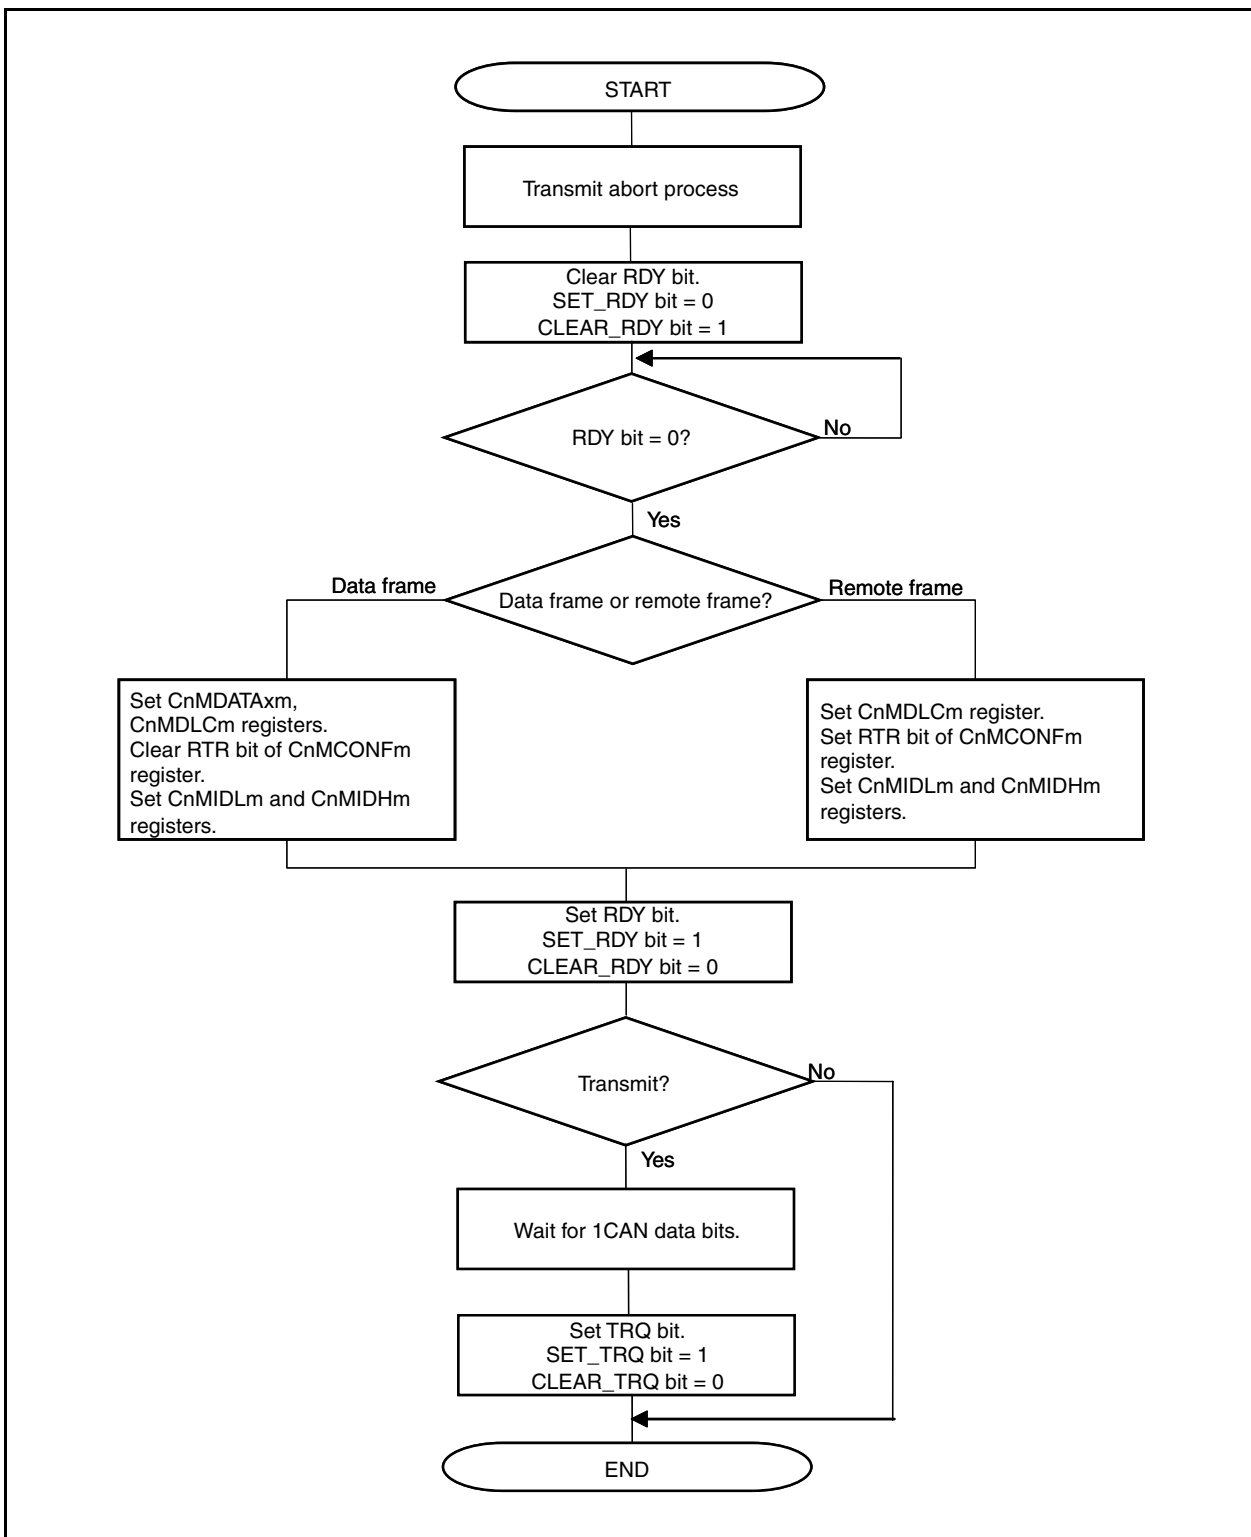 START
Transmit abort process
Clear RDY bit.
SET_RDY bit = 0
CLEAR_RDY bit = 1
RDY bit = 0?
No
Yes
Data frame
Data frame or remote frame?
Remote frame
Set CnMDATAxm,
CnMDLCm registers.
Clear RTR bit of CnMCONFm
register.
Set CnMIDLm and CnMIDHm
registers.
Set CnMDLCm register.
Set RTR bit of CnMCONFm
register.
Set CnMIDLm and CnMIDHm
registers.
Set RDY bit.
SET_RDY bit = 1
CLEAR_RDY bit = 0
Transmit?
No
Yes
Wait for 1CAN data bits.
Set TRQ bit.
SET_TRQ bit = 1
CLEAR_TRQ bit = 0
END